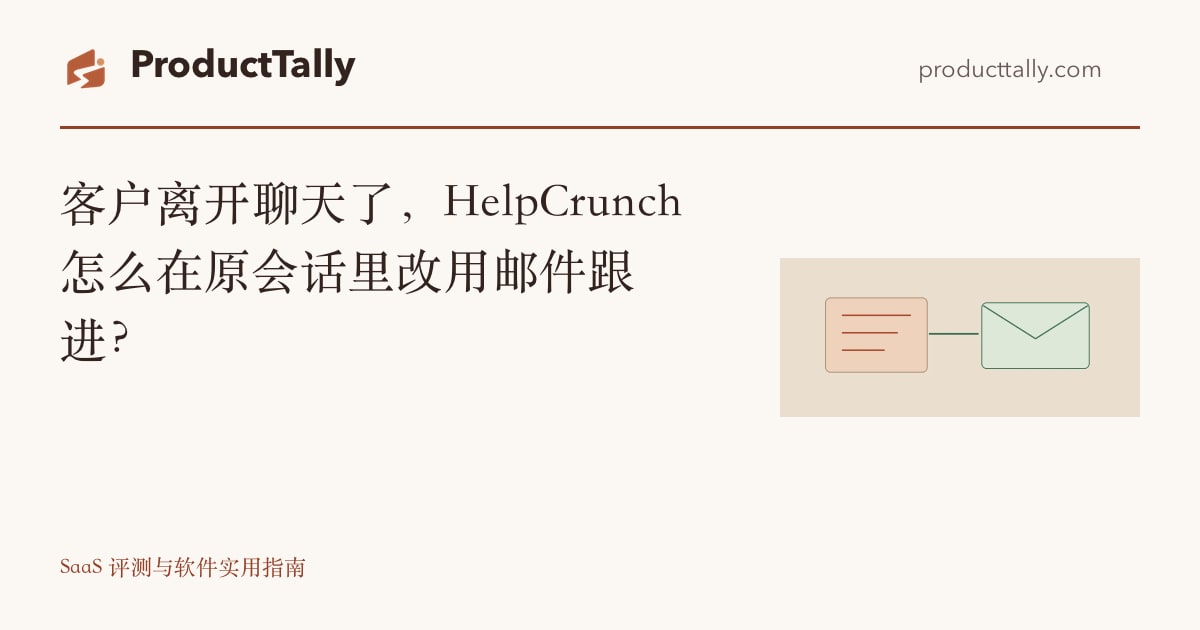 ProductTally
producttally.com
客户离开聊天了，HelpCrunch
怎么在原会话里改用邮件跟
进？
SaaS 评测与软件实用指南